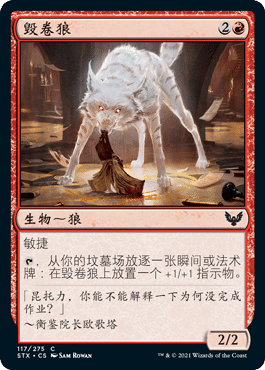 毁卷狼 2
生物～狼
敏捷
，从你的坟墓场放逐一张瞬间或法术
牌：在毁卷狼上放置一个 +1/+1 指示物。
「昆托力，你能不能解释一下为何没完成
作业？」
～衡鉴院长欧歌塔
2/2
117/275 C
STX • CS SAM ROWAN
™ & © 2021 Wizards of the Coast